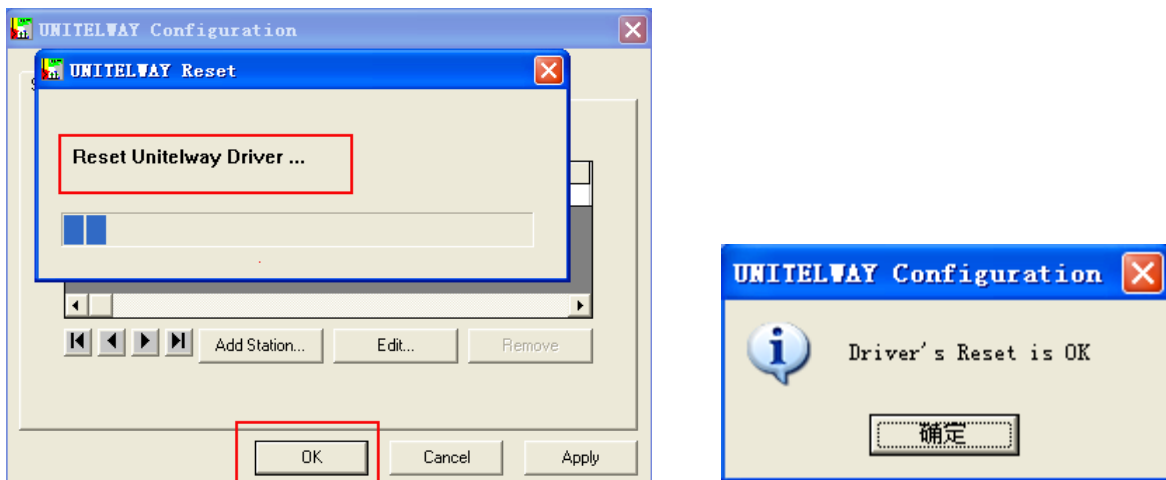 UNITELWAY Configuration
UNITELWAY Reset
Reset Unitelway Driver ...
Add Station...
Edit...
Remove
OK
Cancel
Apply
UNITELWAY Configuration
Driver's Reset is OK
确定